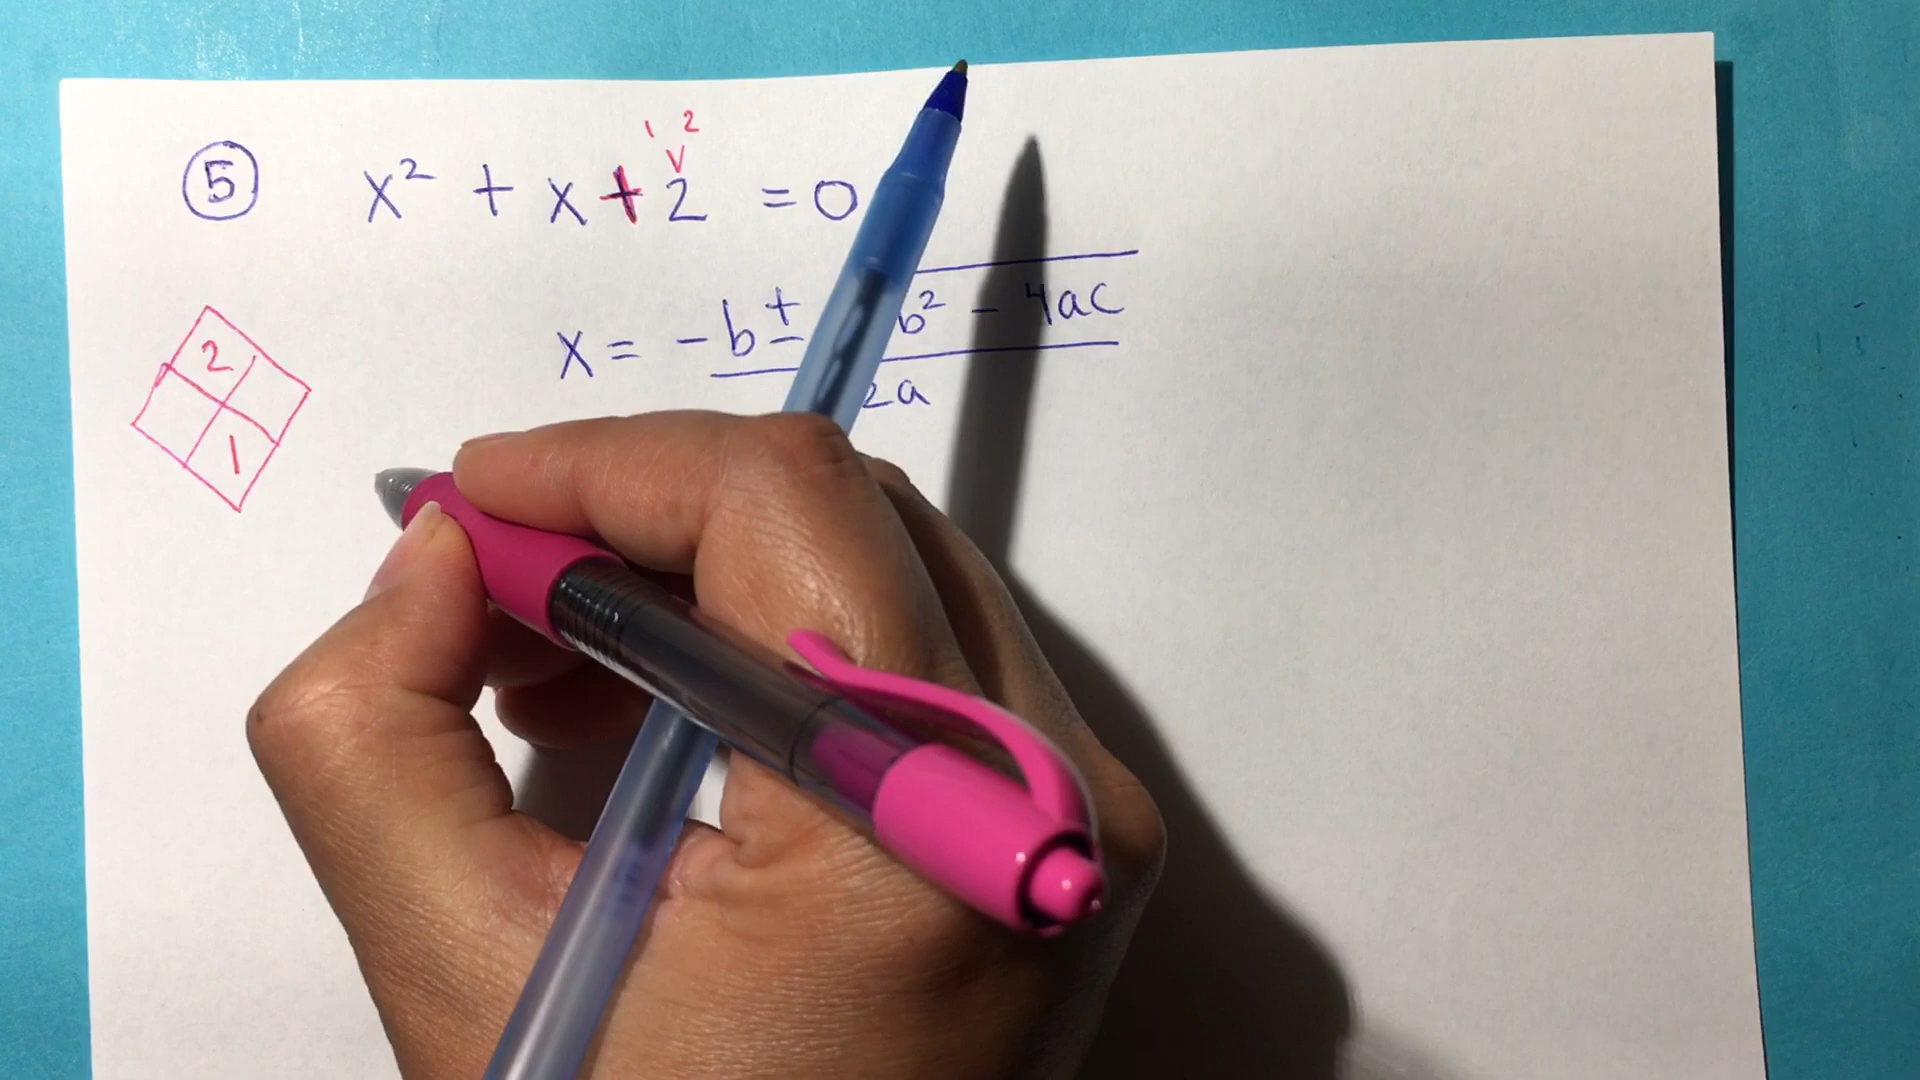 1 2
⑤ x² + x + 2 = 0
x = -b ± b² - 4ac
2a
2
1